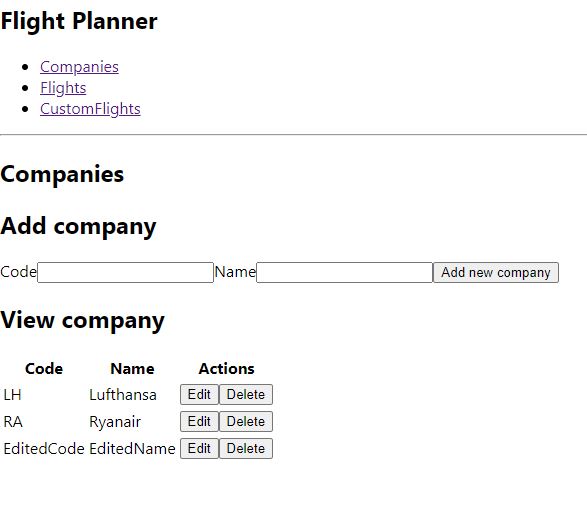 Flight Planner
Companies
Flights
CustomFlights
Companies
Add company
Code Name Add new company
View company
Code Name Actions
LH Lufthansa Edit Delete
RA Ryanair Edit Delete
EditedCode EditedName Edit Delete